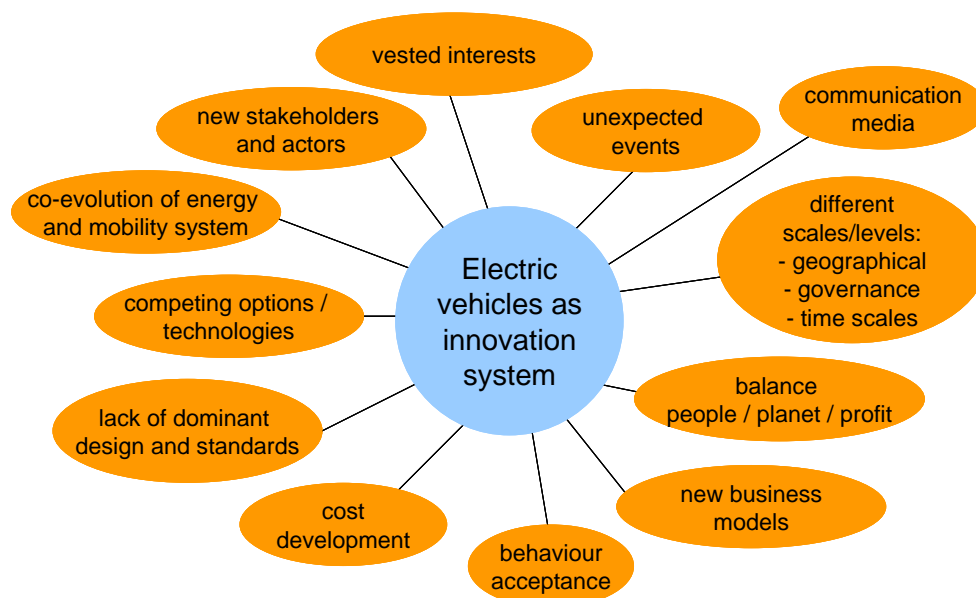 vested interests
communication
media
unexpected
events
new stakeholders
and actors
co-evolution of energy
and mobility system
different
scales/levels:
- geographical
- governance
- time scales
Electric
vehicles as
innovation
system
competing options /
technologies
balance
people / planet / profit
lack of dominant
design and standards
new business
models
cost
development
behaviour
acceptance